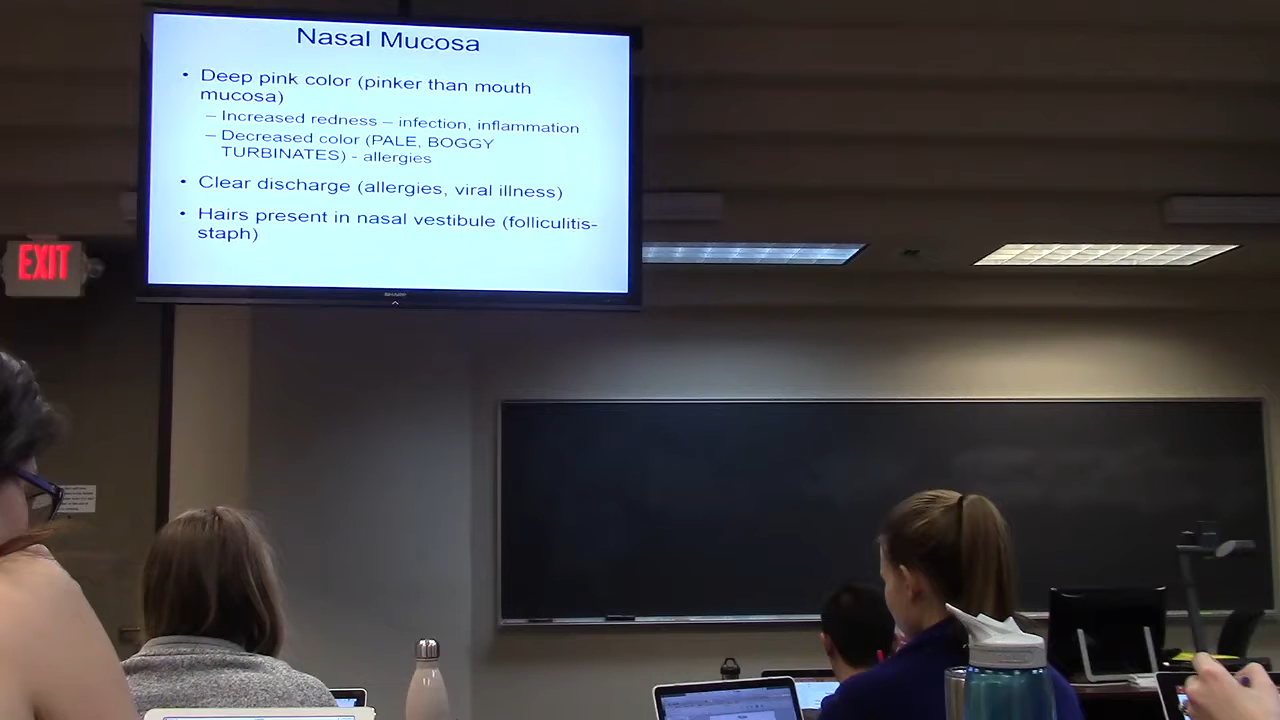 Nasal Mucosa
• Deep pink color (pinker than mouth
mucosa)
– Increased redness – infection, inflammation
– Decreased color (PALE, BOGGY
TURBINATES) - allergies
• Clear discharge (allergies, viral illness)
• Hairs present in nasal vestibule (folliculitis-
staph)
SHARP
EXIT